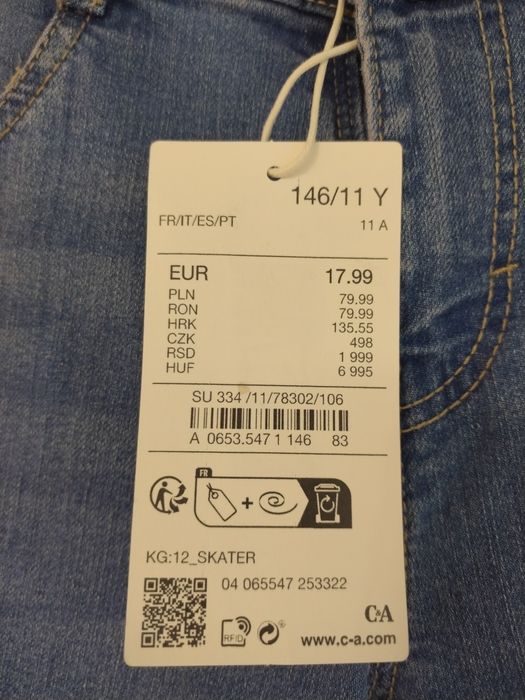 146/11 Y
FR/IT/ES/PT 11 A
EUR 17.99
PLN 79.99
RON 79.99
HRK 135.55
CZK 498
RSD 1 999
HUF 6 995
SU 334 /11/78302/106
A 0653.547 1 146 83
FR
KG:12_SKATER
04 065547 253322
RFID
C&A
www.c-a.com